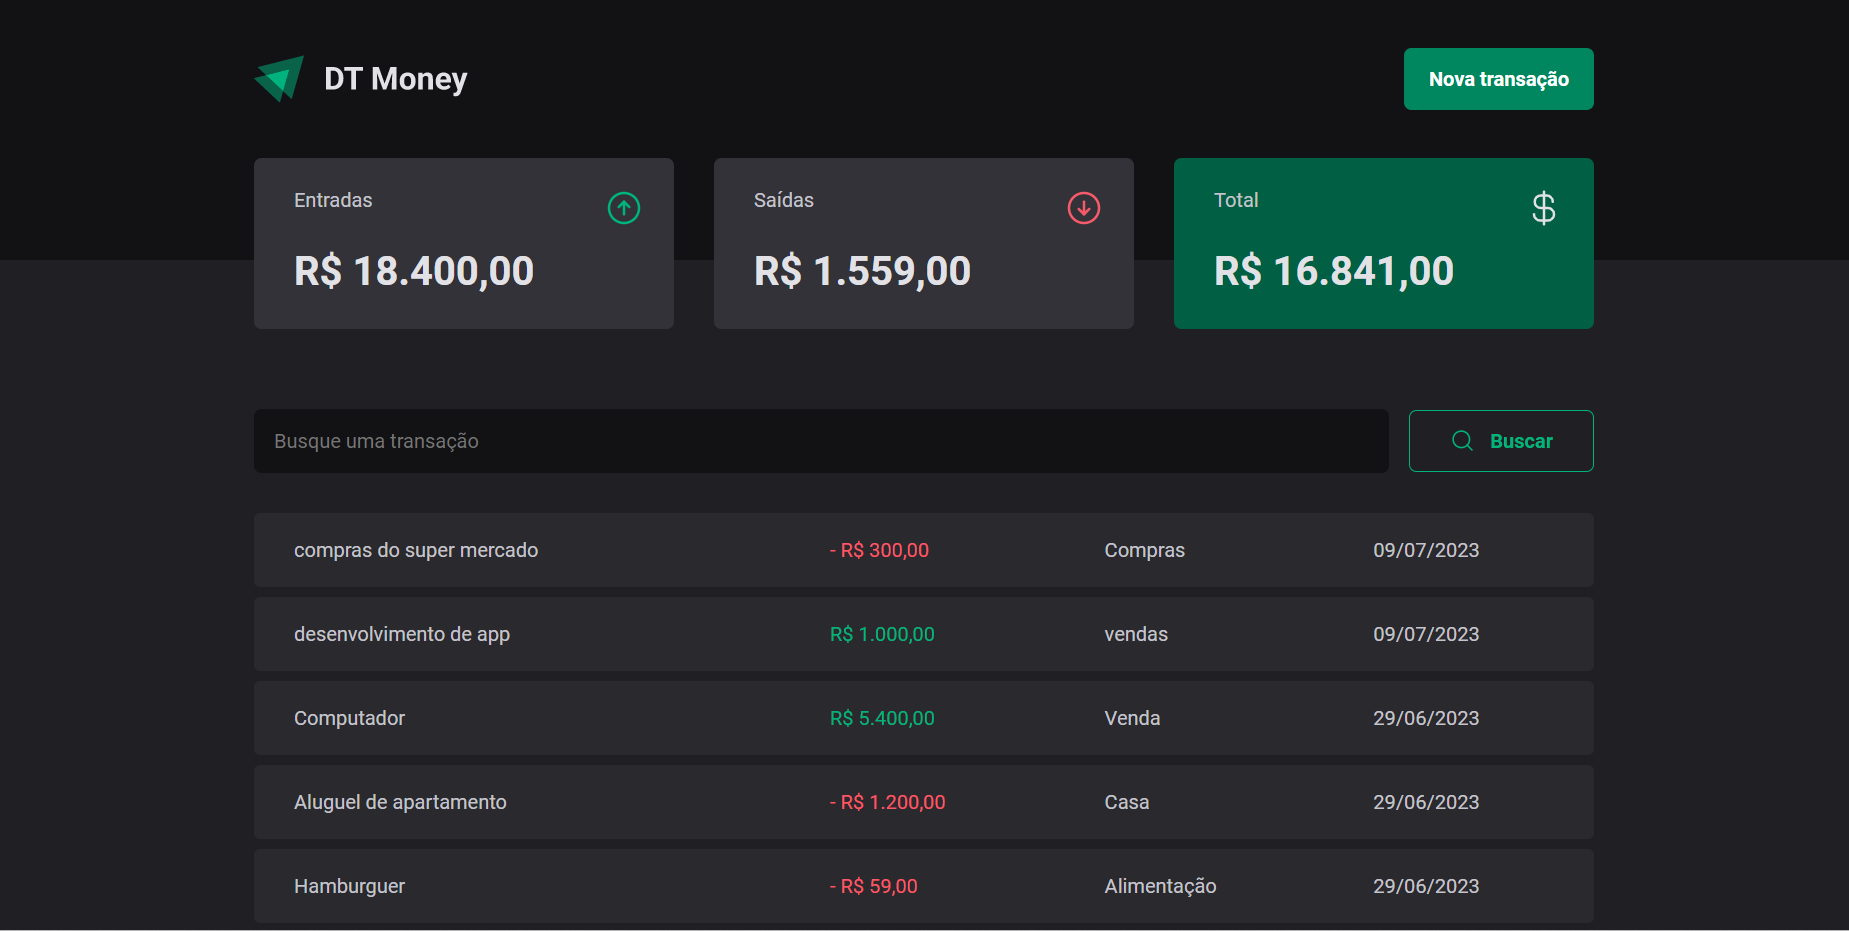 DT Money
Nova transação
Entradas
R$ 18.400,00
Saídas
R$ 1.559,00
Total
$
R$ 16.841,00
Busque uma transação
Buscar
compras do super mercado - R$ 300,00 Compras 09/07/2023
desenvolvimento de app R$ 1.000,00 vendas 09/07/2023
Computador R$ 5.400,00 Venda 29/06/2023
Aluguel de apartamento - R$ 1.200,00 Casa 29/06/2023
Hamburguer - R$ 59,00 Alimentação 29/06/2023